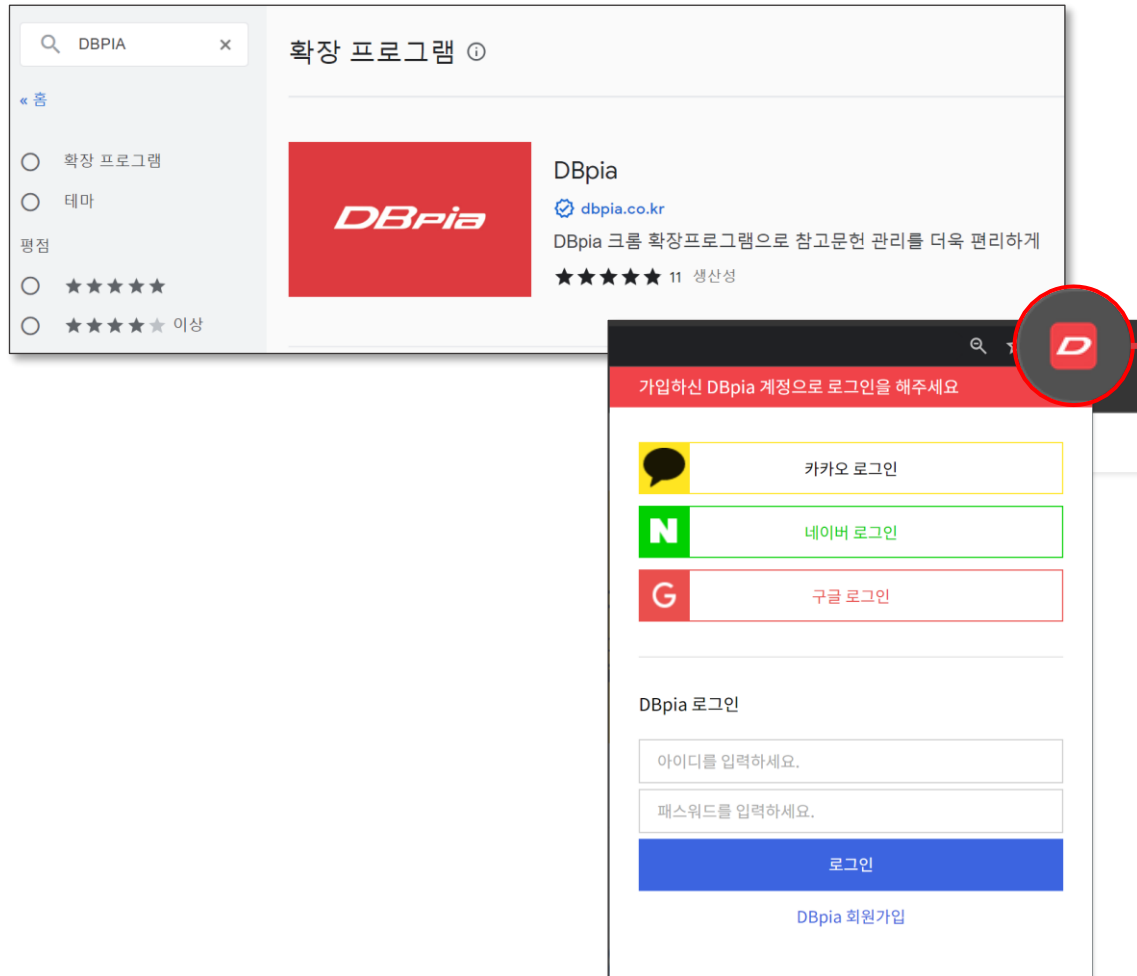 DBPIA
« 홈
확장 프로그램
테마
평점
이상
확장 프로그램
DBpia
DBpia
dbpia.co.kr
DBpia 크롬 확장프로그램으로 참고문헌 관리를 더욱 편리하게
11 생산성
D
가입하신 DBpia 계정으로 로그인을 해주세요
카카오 로그인
N 네이버 로그인
G 구글 로그인
DBpia 로그인
아이디를 입력하세요.
패스워드를 입력하세요.
로그인
DBpia 회원가입